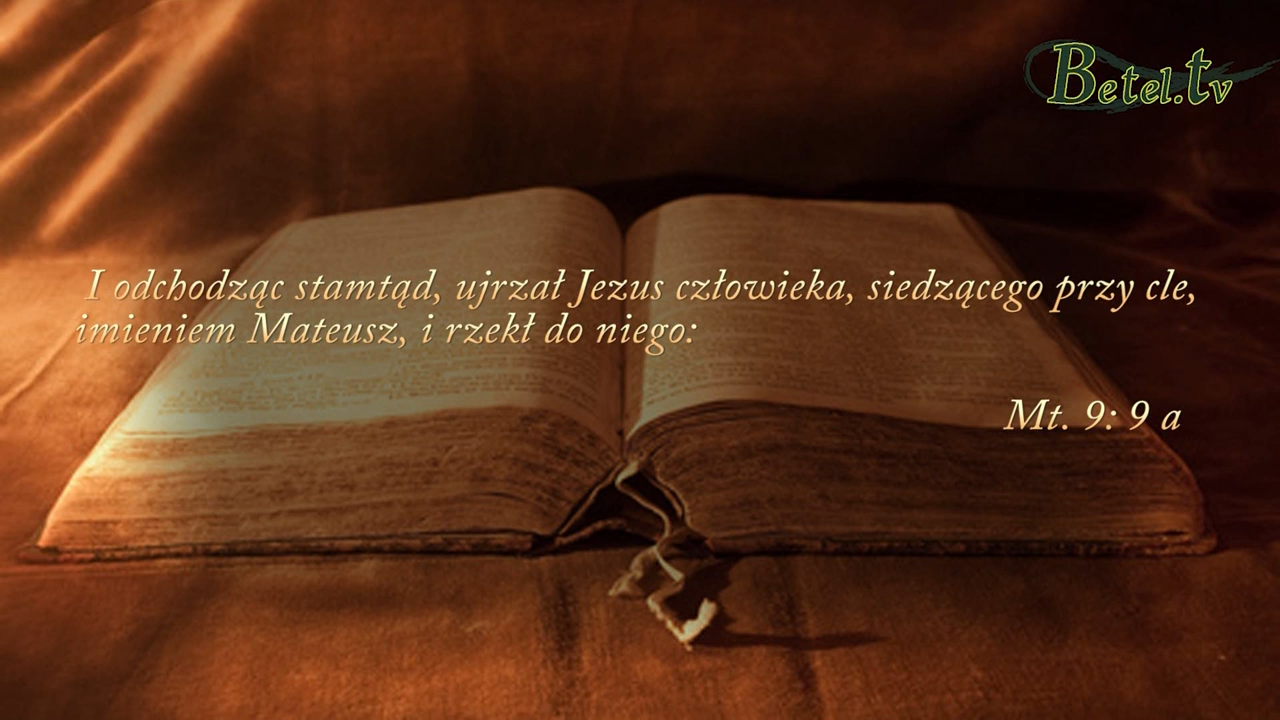 Betel.tv
I odchodząc stamtąd, ujrzał Jezus człowieka, siedzącego przy cle,
imieniem Mateusz, i rzekł do niego:
Mt. 9: 9 a